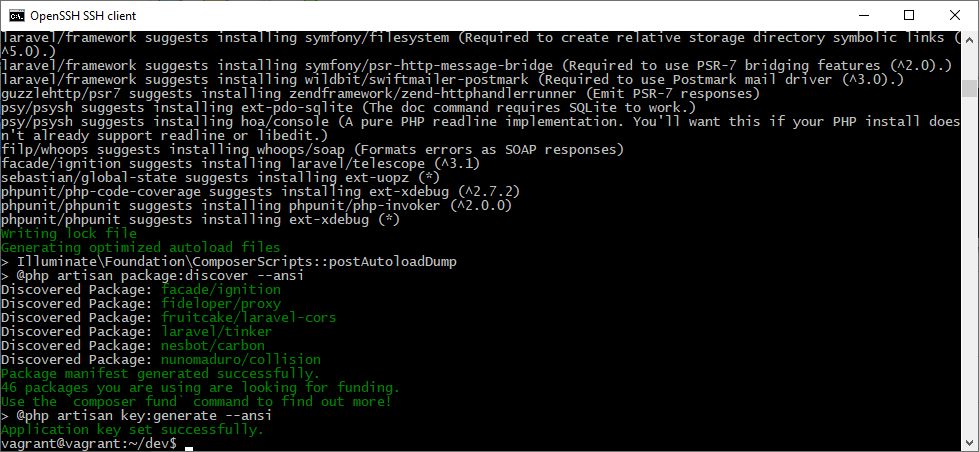 OpenSSH SSH client
laravel/framework suggests installing symfony/filesystem (Required to create relative storage directory symbolic links (
^5.0).)
laravel/framework suggests installing symfony/psr-http-message-bridge (Required to use PSR-7 bridging features (^2.0).)
laravel/framework suggests installing wildbit/swiftmailer-postmark (Required to use Postmark mail driver (^3.0).)
guzzlehttp/psr7 suggests installing zendframework/zend-httphandlerrunner (Emit PSR-7 responses)
psy/psysh suggests installing ext-pdo-sqlite (The doc command requires SQLite to work.)
psy/psysh suggests installing hoa/console (A pure PHP readline implementation. You'll want this if your PHP install does
n't already support readline or libedit.)
filp/whoops suggests installing whoops/soap (Formats errors as SOAP responses)
facade/ignition suggests installing laravel/telescope (^3.1)
sebastian/global-state suggests installing ext-uopz (*)
phpunit/php-code-coverage suggests installing ext-xdebug (^2.7.2)
phpunit/phpunit suggests installing phpunit/php-invoker (^2.0.0)
phpunit/phpunit suggests installing ext-xdebug (*)
Writing lock file
Generating optimized autoload files
> Illuminate\Foundation\ComposerScripts::postAutoloadDump
> @php artisan package:discover --ansi
Discovered Package: facade/ignition
Discovered Package: fideloper/proxy
Discovered Package: fruitcake/laravel-cors
Discovered Package: laravel/tinker
Discovered Package: nesbot/carbon
Discovered Package: nunomaduro/collision
Package manifest generated successfully.
46 packages you are using are looking for funding.
Use the `composer fund` command to find out more!
> @php artisan key:generate --ansi
Application key set successfully.
vagrant@vagrant:~/dev$